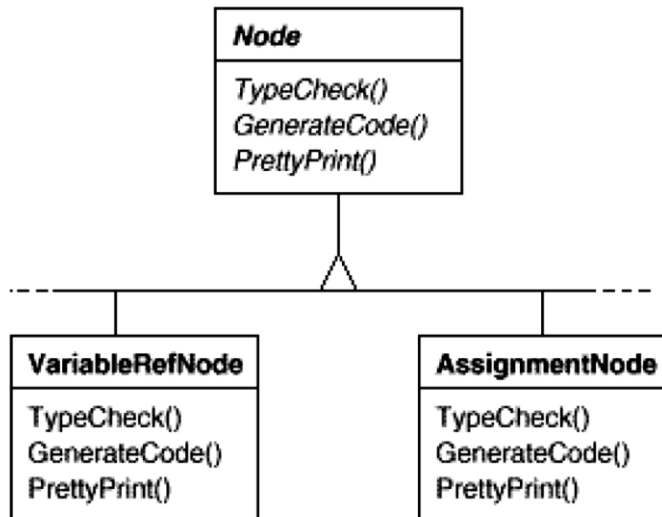 Node
TypeCheck()
GenerateCode()
PrettyPrint()
VariableRefNode
TypeCheck()
GenerateCode()
PrettyPrint()
AssignmentNode
TypeCheck()
GenerateCode()
PrettyPrint()